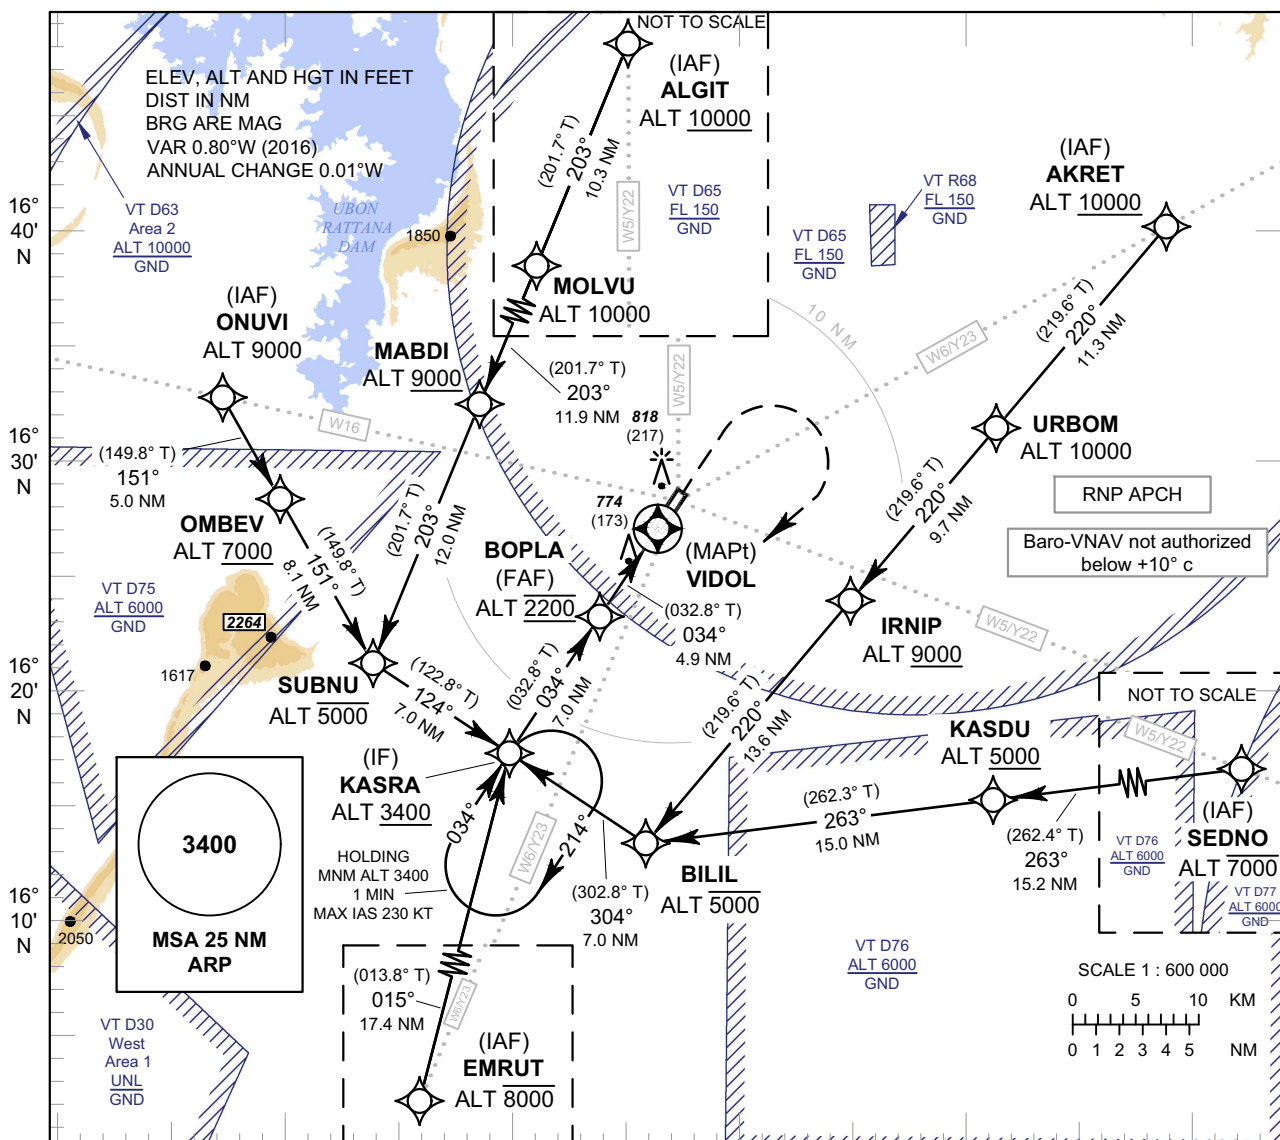 NOT TO SCALE
ELEV, ALT AND HGT IN FEET
DIST IN NM
BRG ARE MAG
VAR 0.80°W (2016)
ANNUAL CHANGE 0.01°W
(IAF)
ALGIT
ALT 10000
(201.7° T)
203°
10.3 NM
W5/Y22
VT D65
FL 150
GND
VT R68
FL 150
GND
VT D65
FL 150
GND
(IAF)
AKRET
ALT 10000
16°
40'
N
VT D63
Area 2
ALT 10000
GND
UBON
RATTANA
DAM
1850
MOLVU
ALT 10000
(IAF)
ONUVI
ALT 9000
MABDI
ALT 9000
(201.7° T)
203°
11.9 NM
W5/Y22
10 NM
W6/Y23
(219.6° T)
220°
11.3 NM
W16
818
(217)
URBOM
ALT 10000
16°
30'
N
(149.8° T)
151°
5.0 NM
(201.7° T)
203°
12.0 NM
774
(173)
(219.6° T)
220°
9.7 NM
RNP APCH
Baro-VNAV not authorized
below +10° c
OMBEV
ALT 7000
(149.8° T)
151°
8.1 NM
BOPLA
(FAF)
ALT 2200
(MAPt)
VIDOL
(032.8° T)
034°
4.9 NM
VT D75
ALT 6000
GND
2264
1617
IRNIP
ALT 9000
W5/Y22
16°
20'
N
SUBNU
ALT 5000
(122.8° T)
124°
7.0 NM
(032.8° T)
034°
7.0 NM
(219.6° T)
220°
13.6 NM
NOT TO SCALE
W5/Y22
KASDU
ALT 5000
(IF)
KASRA
ALT 3400
3400
MSA 25 NM
ARP
034°
214°
W6/Y23
HOLDING
MNM ALT 3400
1 MIN
MAX IAS 230 KT
(262.3° T)
263°
15.0 NM
(262.4° T)
263°
15.2 NM
VT D76
ALT 6000
GND
(IAF)
SEDNO
ALT 7000
VT D77
ALT 6000
GND
BILIL
ALT 5000
(302.8° T)
304°
7.0 NM
16°
10'
N
2050
(013.8° T)
015°
17.4 NM
W6/Y23
VT D76
ALT 6000
GND
SCALE 1 : 600 000
0 5 10 KM
0 1 2 3 4 5 NM
VT D30
West
Area 1
UNL
GND
(IAF)
EMRUT
ALT 8000